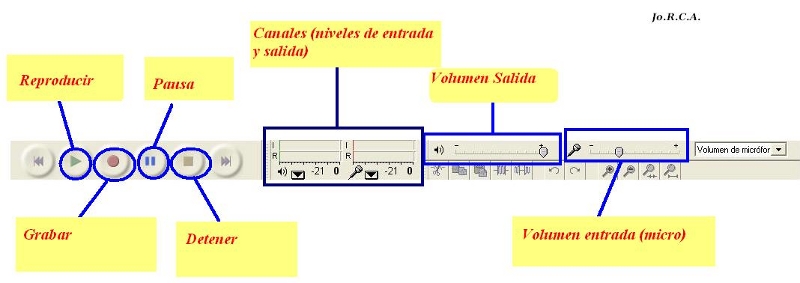 Jo.R.C.A.
Canales (niveles de entrada
y salida)
Reproducir
Pausa
Volumen Salida
I
R
-21 0
I
R
-21 0
- +
- +
Volumen de micrófor
Grabar
Detener
Volumen entrada (micro)